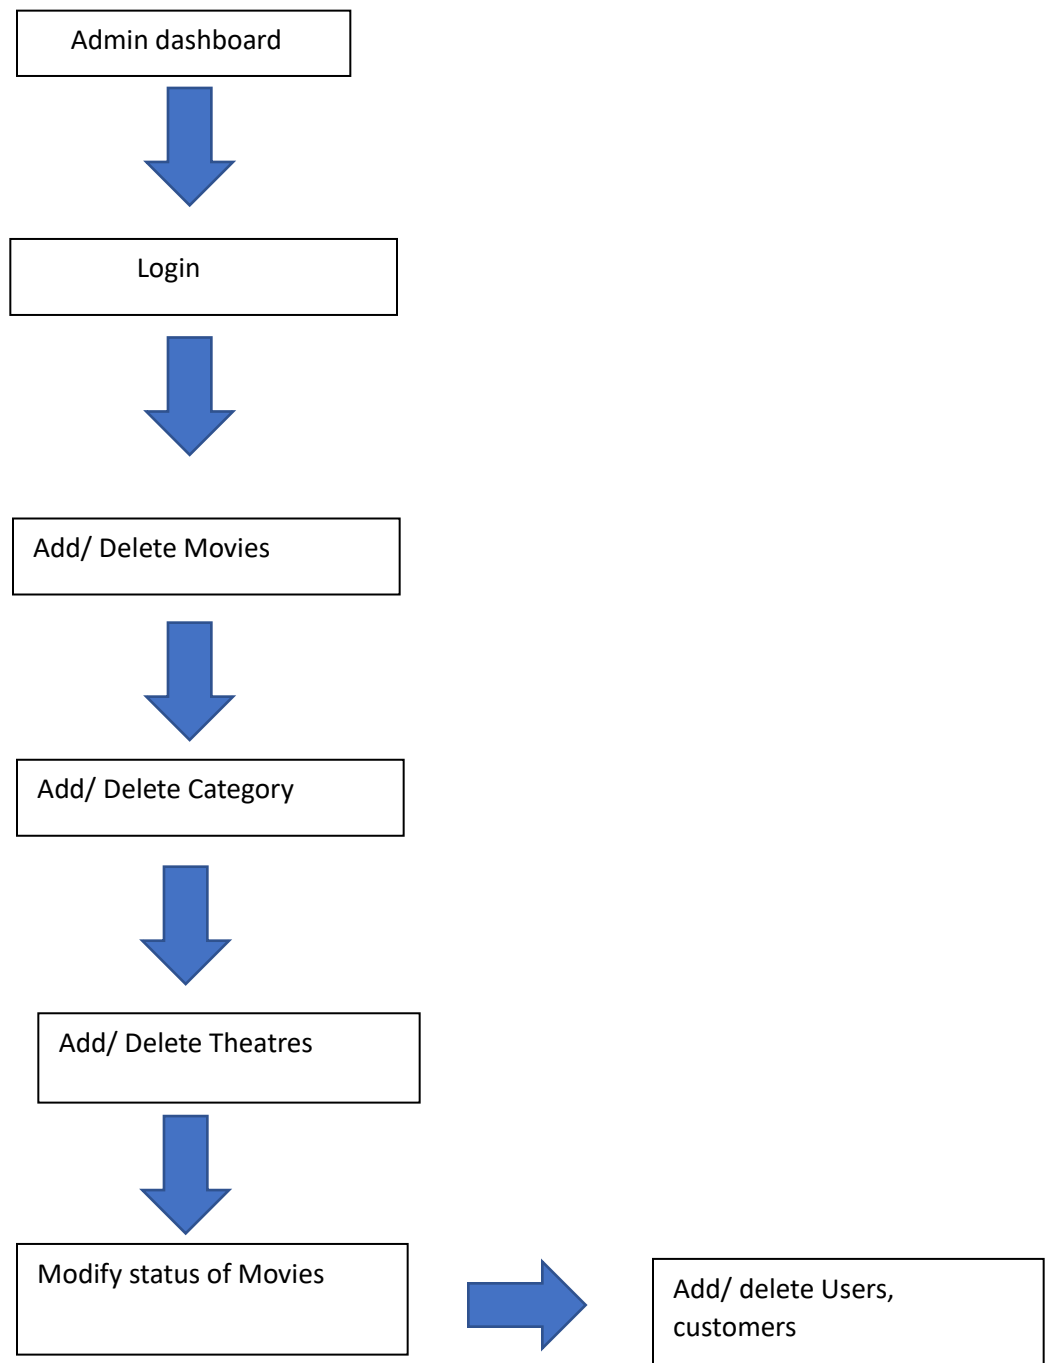 Admin dashboard
Login
Add/ Delete Movies
Add/ Delete Category
Add/ Delete Theatres
Modify status of Movies
Add/ delete Users,
customers